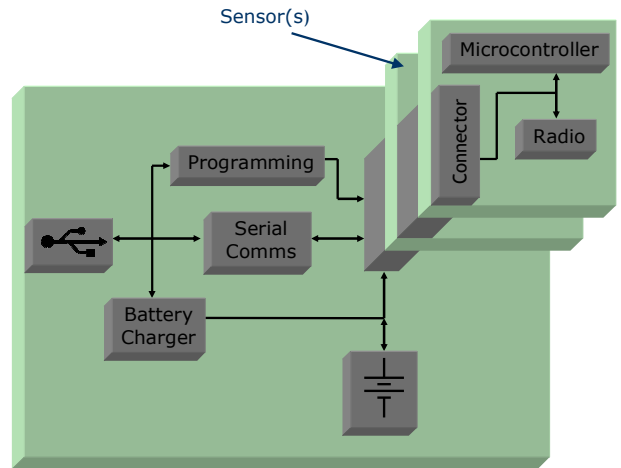 Sensor(s)
Microcontroller
Connector
Radio
Programming
Serial
Comms
Battery
Charger